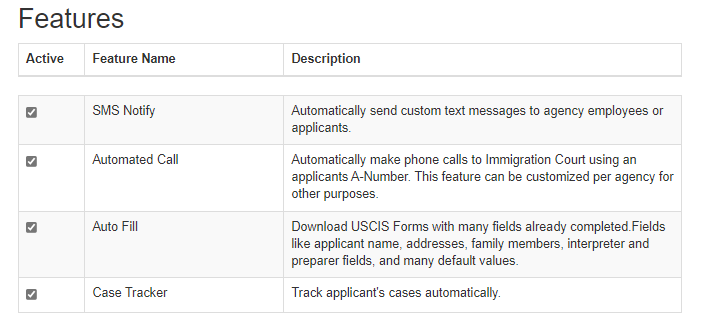 Features
Active Feature Name Description
SMS Notify Automatically send custom text messages to agency employees or
applicants.
Automated Call Automatically make phone calls to Immigration Court using an
applicants A-Number. This feature can be customized per agency for
other purposes.
Auto Fill Download USCIS Forms with many fields already completed.Fields
like applicant name, addresses, family members, interpreter and
preparer fields, and many default values.
Case Tracker Track applicant's cases automatically.